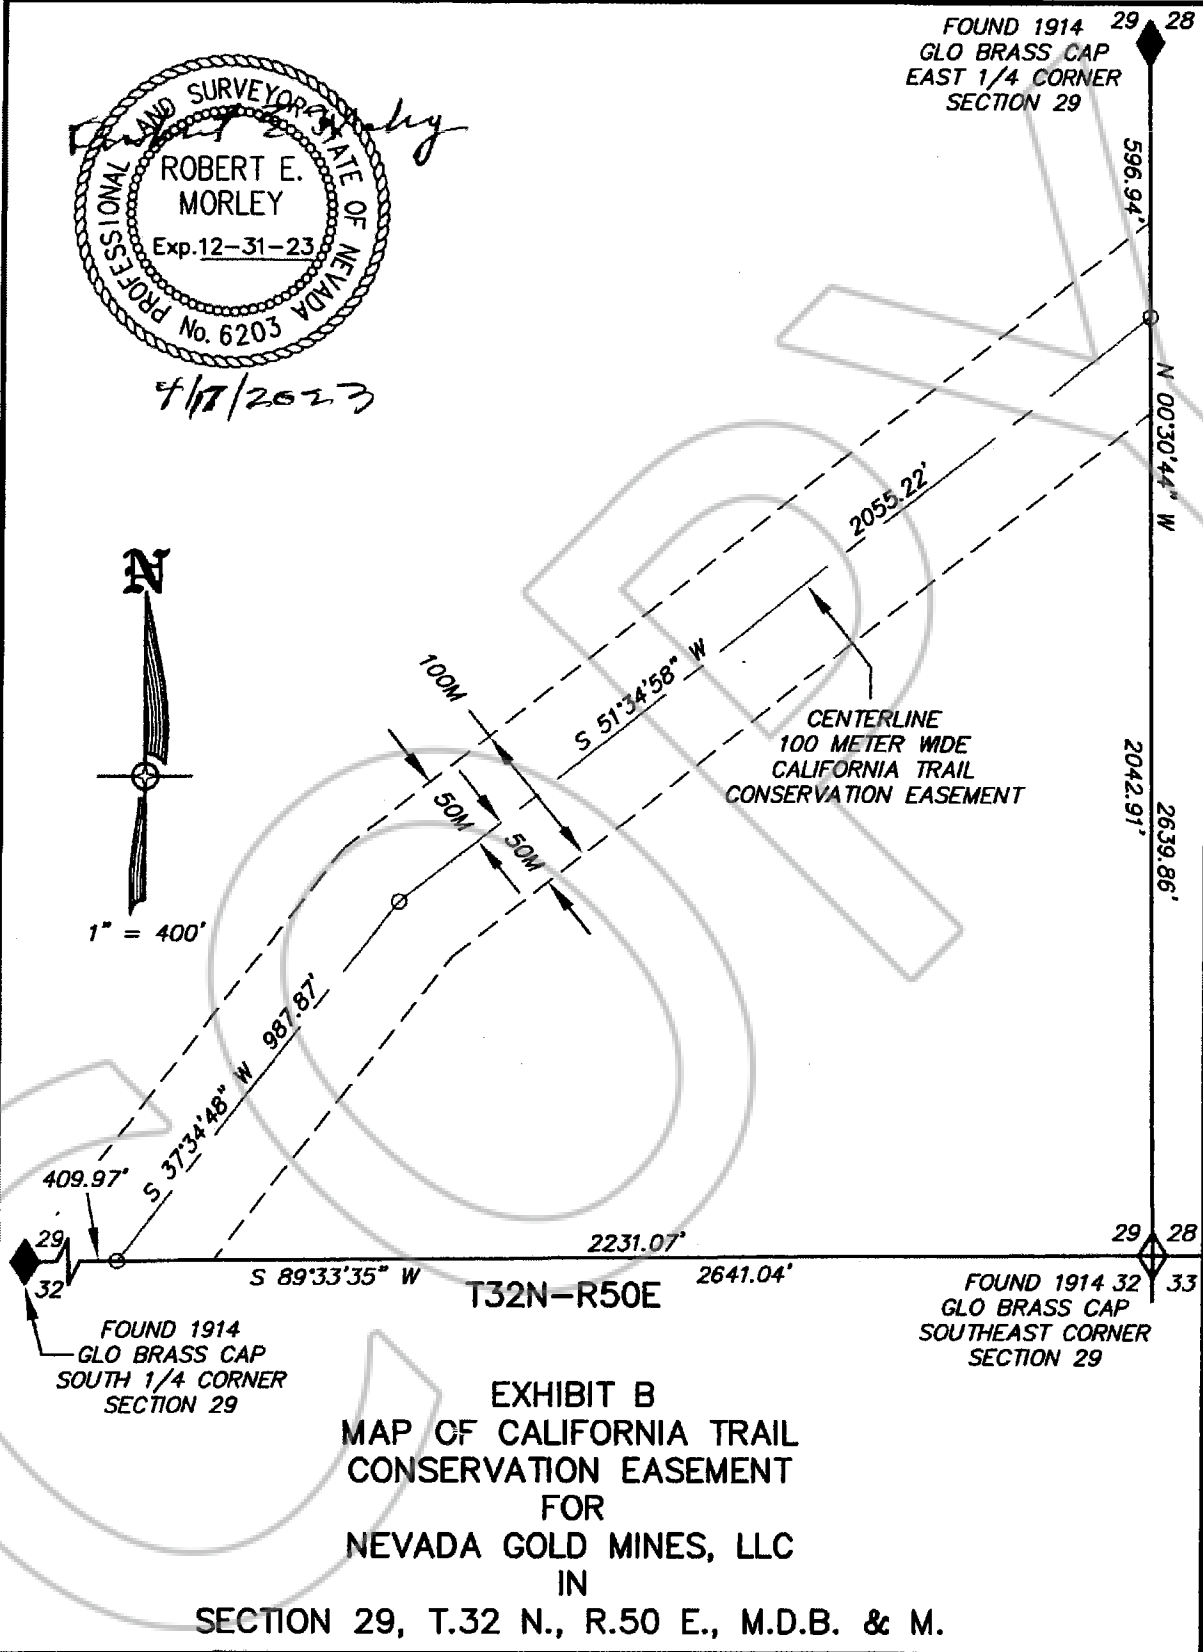 FOUND 1914
GLO BRASS CAP
EAST 1/4 CORNER
SECTION 29
29 28
PROFESSIONAL LAND SURVEYOR STATE OF NEVADA
ROBERT E.
MORLEY
Exp. 12-31-23
No. 6203
4/17/2023
596.94'
N 00°30'44" W
2055.22'
S 51°34'58" W
100M
50M
50M
CENTERLINE
100 METER WIDE
CALIFORNIA TRAIL
CONSERVATION EASEMENT
2042.91'
2639.86'
N
1" = 400'
S 37°34'48" W 987.87'
409.97'
29
32
2231.07'
S 89°33'35" W
2641.04'
T32N-R50E
29 28
32 33
FOUND 1914
GLO BRASS CAP
SOUTHEAST CORNER
SECTION 29
FOUND 1914
GLO BRASS CAP
SOUTH 1/4 CORNER
SECTION 29
EXHIBIT B
MAP OF CALIFORNIA TRAIL
CONSERVATION EASEMENT
FOR
NEVADA GOLD MINES, LLC
IN
SECTION 29, T.32 N., R.50 E., M.D.B. & M.
COPY